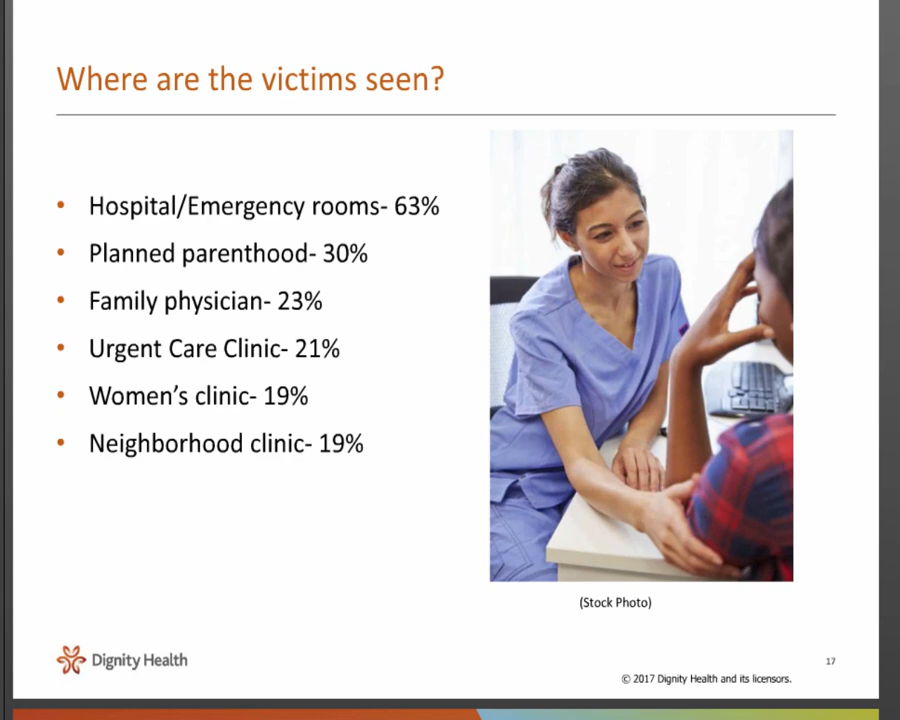 Where are the victims seen?
• Hospital/Emergency rooms- 63%
• Planned parenthood- 30%
• Family physician- 23%
• Urgent Care Clinic- 21%
• Women’s clinic- 19%
• Neighborhood clinic- 19%
(Stock Photo)
Dignity Health
17
© 2017 Dignity Health and its licensors.